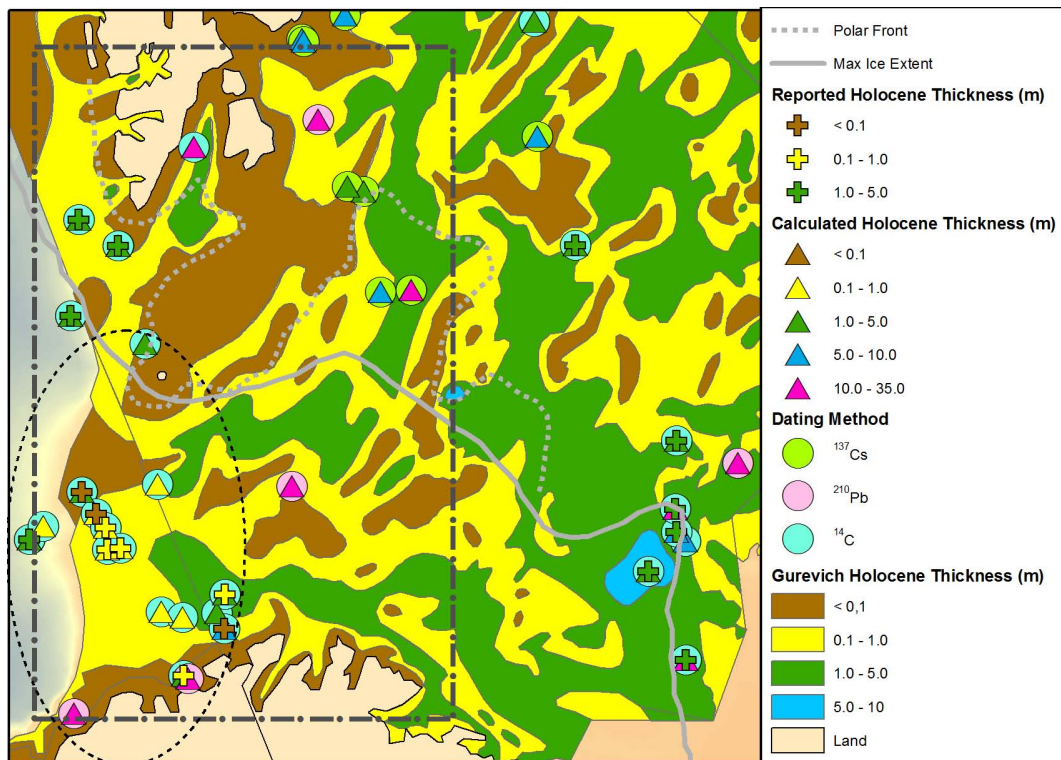 Polar Front
Max Ice Extent
Reported Holocene Thickness (m)
< 0.1
0.1 - 1.0
1.0 - 5.0
Calculated Holocene Thickness (m)
< 0.1
0.1 - 1.0
1.0 - 5.0
5.0 - 10.0
10.0 - 35.0
Dating Method
¹³⁷Cs
²¹⁰Pb
¹⁴C
Gurevich Holocene Thickness (m)
< 0,1
0.1 - 1.0
1.0 - 5.0
5.0 - 10
Land